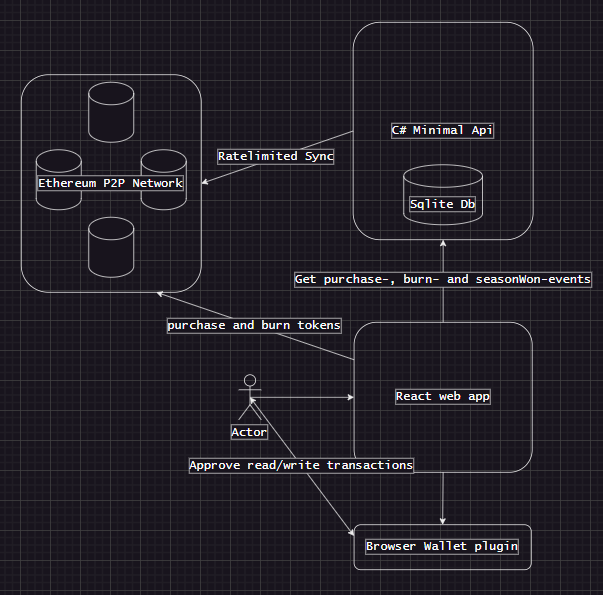 C# Minimal Api
Ratelimited Sync
Ethereum P2P Network
Sqlite Db
Get purchase-, burn- and seasonWon-events
purchase and burn tokens
React web app
Actor
Approve read/write transactions
Browser Wallet plugin